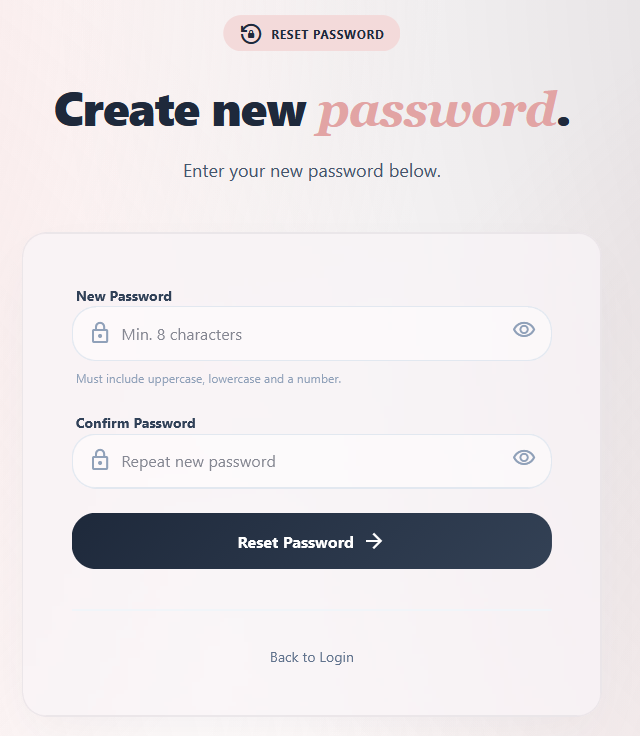 RESET PASSWORD
Create new password.
Enter your new password below.
New Password
Min. 8 characters
Must include uppercase, lowercase and a number.
Confirm Password
Repeat new password
Reset Password →
Back to Login